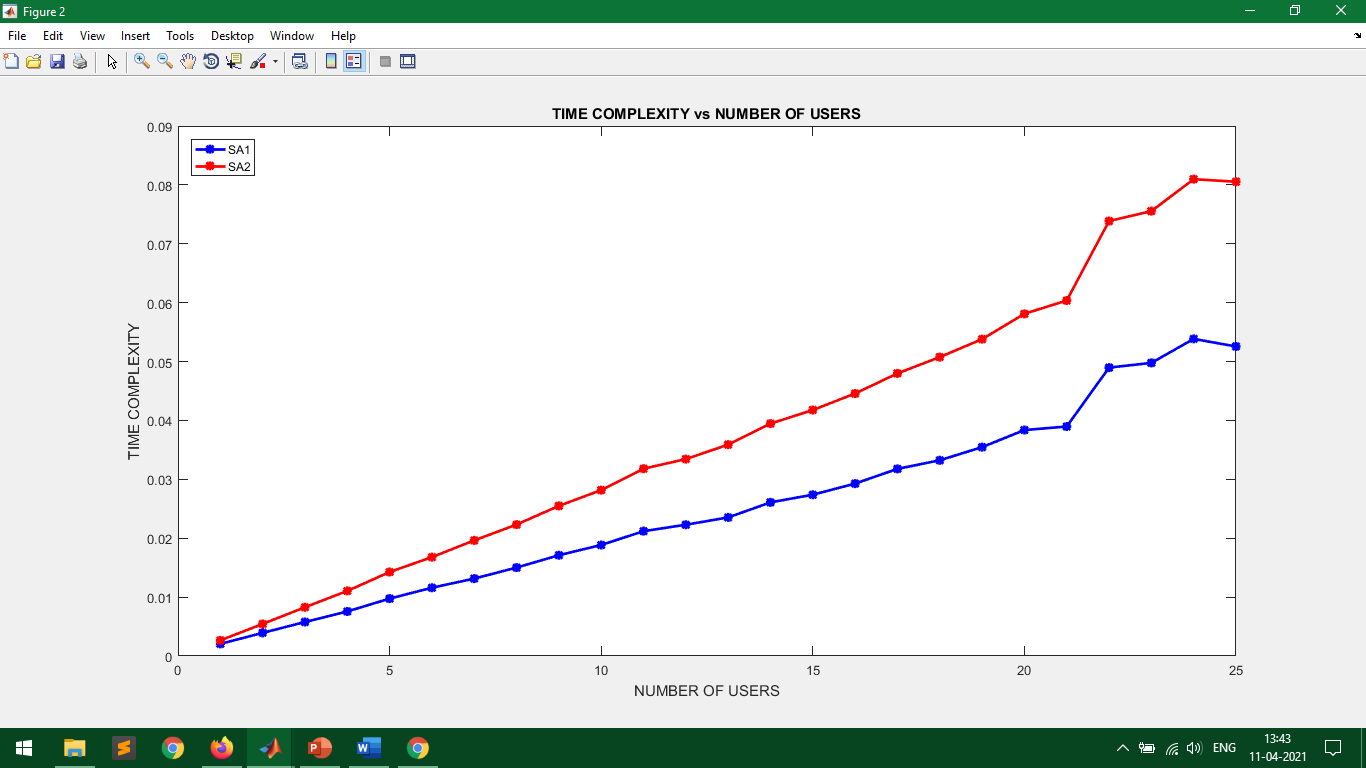 Figure 2
File Edit View Insert Tools Desktop Window Help
TIME COMPLEXITY vs NUMBER OF USERS
SA1
SA2
0.09
0.08
0.07
0.06
0.05
0.04
0.03
0.02
0.01
0
TIME COMPLEXITY
0 5 10 15 20 25
NUMBER OF USERS
ENG
13:43
11-04-2021